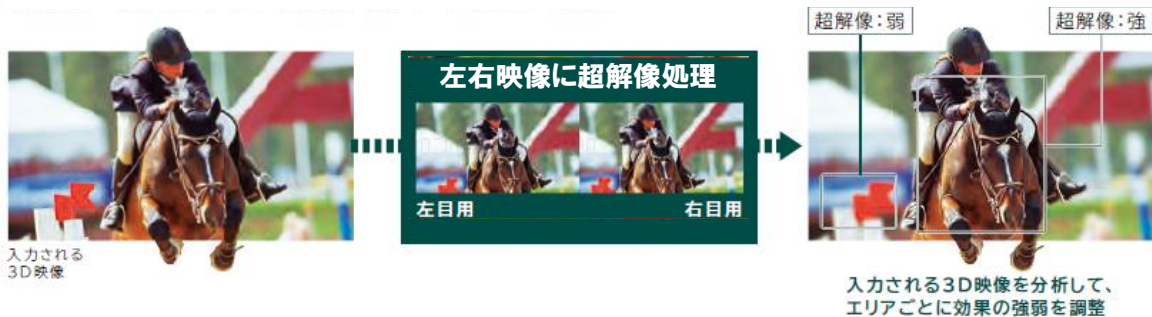 入力される
3D映像
左右映像に超解像処理
左目用
右目用
超解像：弱
超解像：強
入力される3D映像を分析して、
エリアごとに効果の強弱を調整